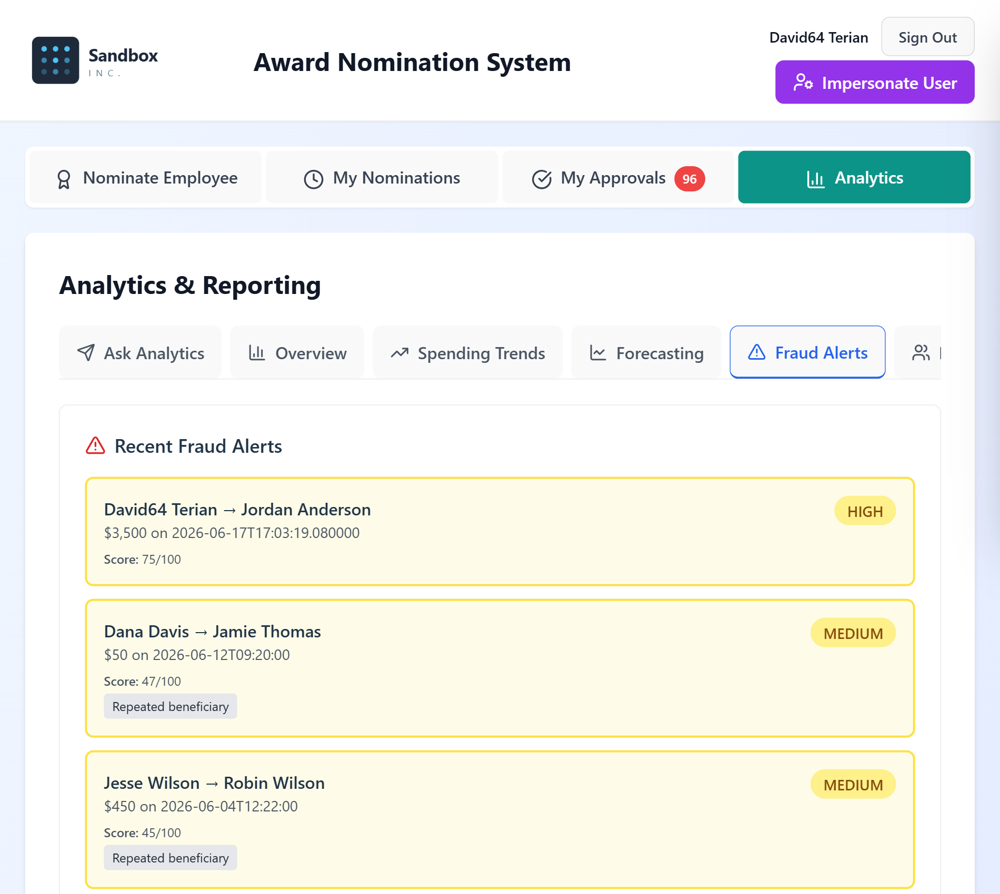 Sandbox
INC.
Award Nomination System
David64 Terian
Sign Out
Impersonate User
Nominate Employee
My Nominations
My Approvals 96
Analytics
Analytics & Reporting
Ask Analytics
Overview
Spending Trends
Forecasting
Fraud Alerts
Recent Fraud Alerts
David64 Terian → Jordan Anderson
HIGH
$3,500 on 2026-06-17T17:03:19.080000
Score: 75/100
Dana Davis → Jamie Thomas
MEDIUM
$50 on 2026-06-12T09:20:00
Score: 47/100
Repeated beneficiary
Jesse Wilson → Robin Wilson
MEDIUM
$450 on 2026-06-04T12:22:00
Score: 45/100
Repeated beneficiary